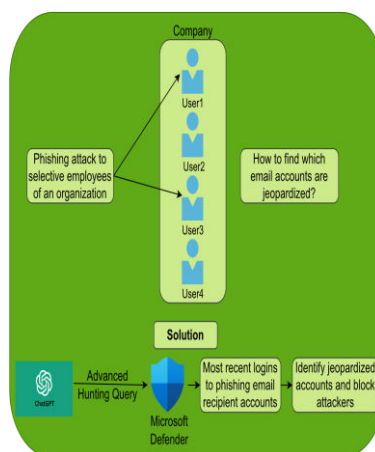 Company
User1
User2
Phishing attack to
selective employees
of an organization
How to find which
email accounts are
jeopardized?
User3
User4
Solution
ChatGPT
Advanced
Hunting Query
Microsoft
Defender
Most recent logins
to phishing email
recipient accounts
Identify jeopardized
accounts and block
attackers